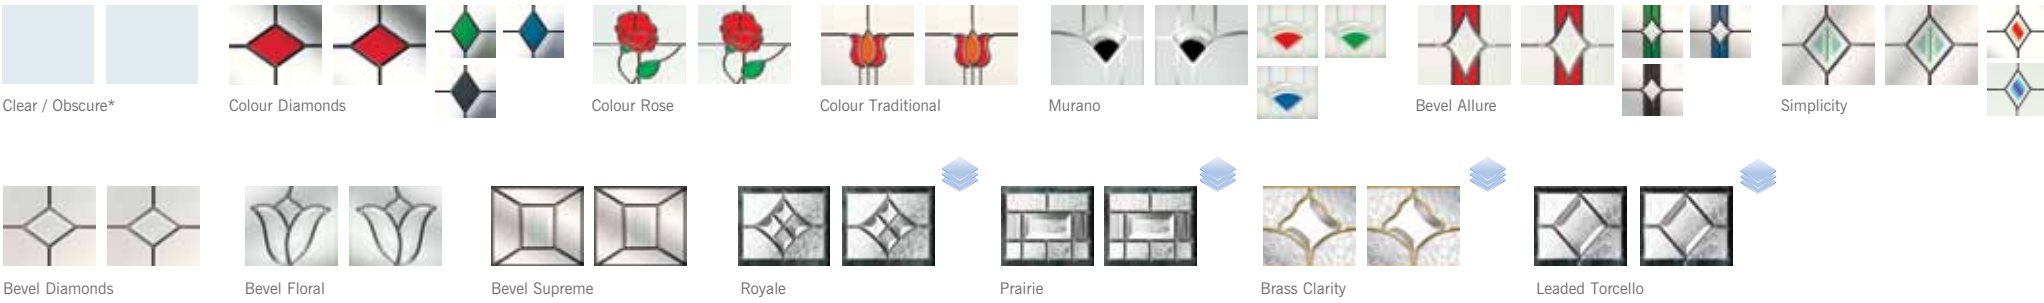 Clear / Obscure*
Colour Diamonds
Colour Rose
Colour Traditional
Murano
Bevel Allure
Simplicity
Bevel Diamonds
Bevel Floral
Bevel Supreme
Royale
Prairie
Brass Clarity
Leaded Torcello